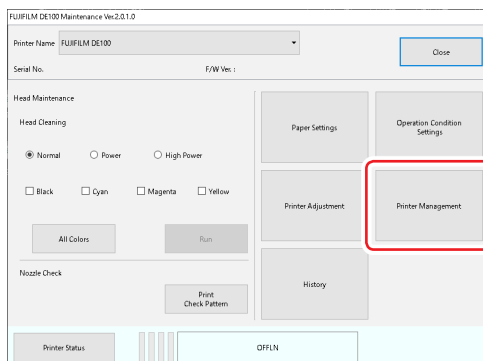 FUJIFILM DE100 Maintenance Ver.2.0.1.0
Printer Name FUJIFILM DE100
Close
Serial No. F/W Ver. :
Head Maintenance
Head Cleaning
Normal Power High Power
Black Cyan Magenta Yellow
All Colors Run
Nozzle Check
Print
Check Pattern
Paper Settings
Operation Condition
Settings
Printer Adjustment
Printer Management
History
Printer Status
OFFLN